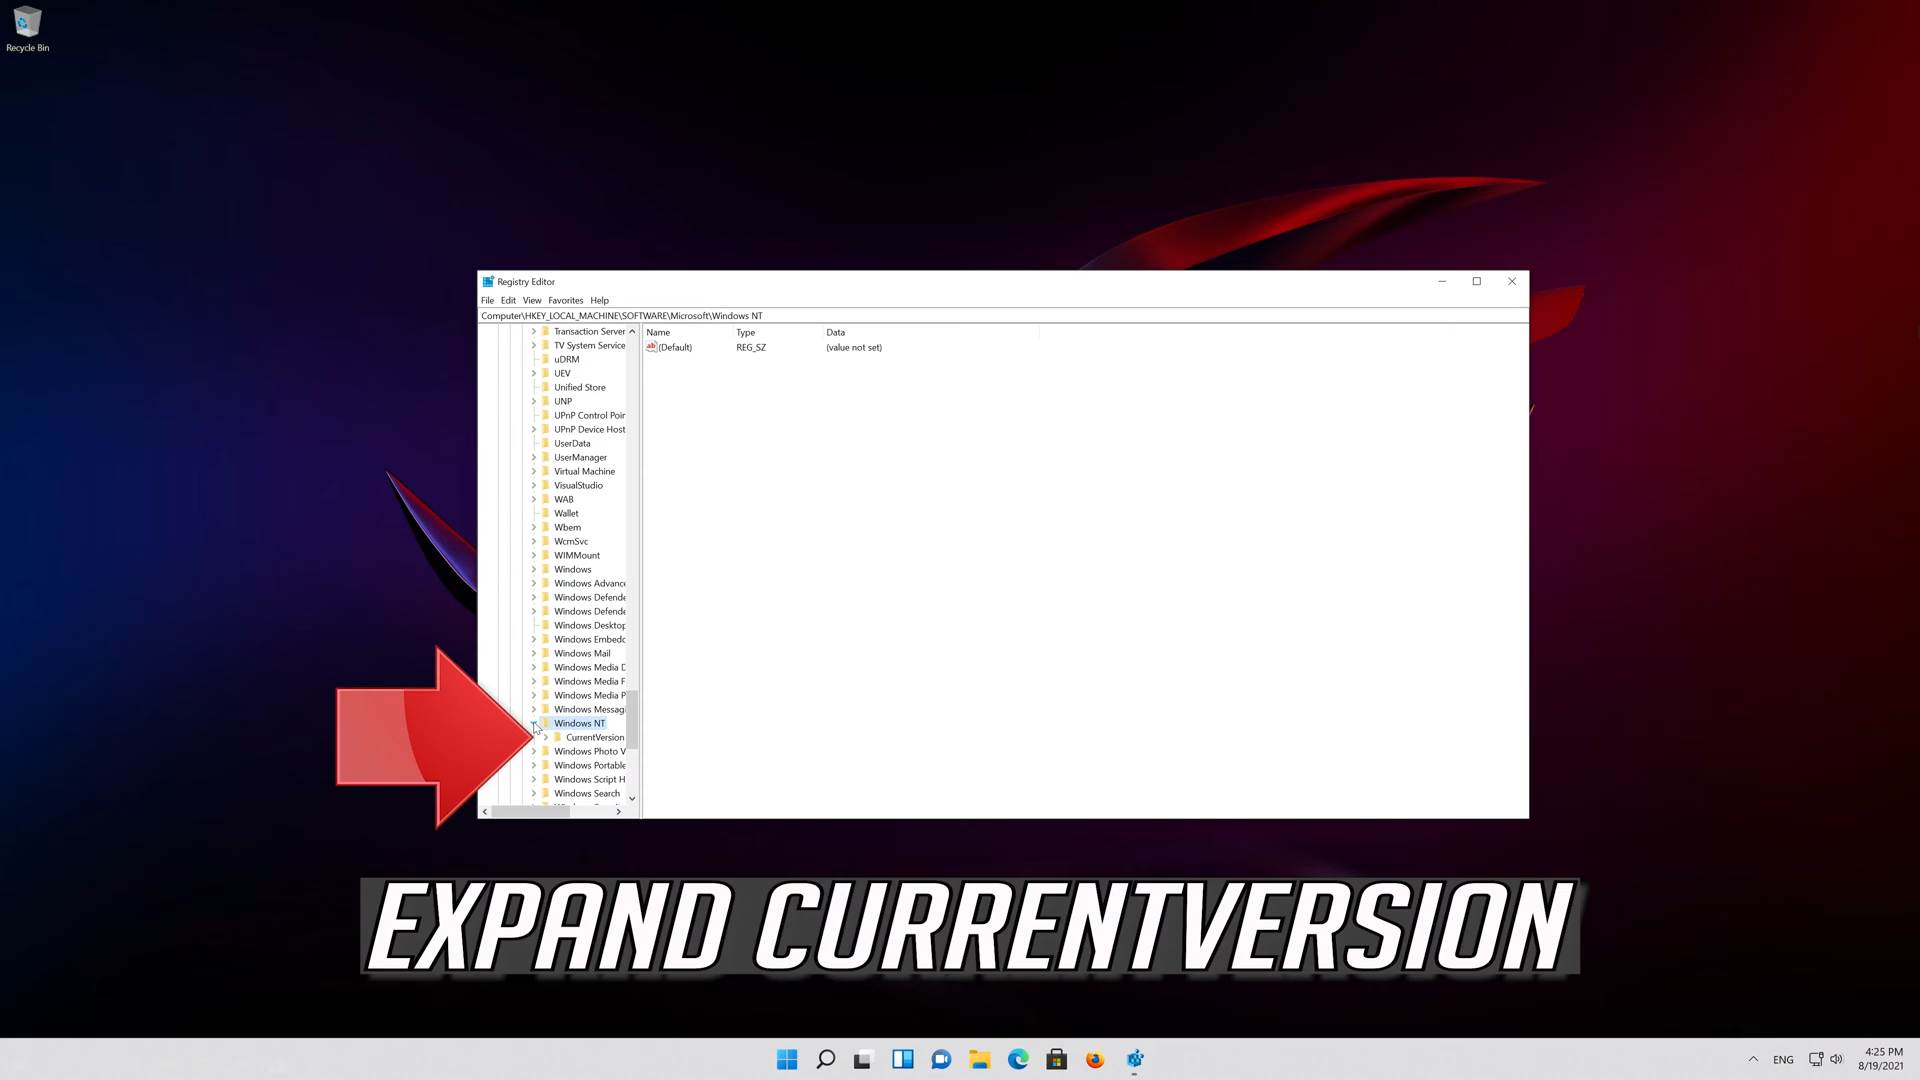 Recycle Bin
Registry Editor
File Edit View Favorites Help
Computer\HKEY_LOCAL_MACHINE\SOFTWARE\Microsoft\Windows NT
Name Type Data
(Default) REG_SZ (value not set)
Transaction Server
TV System Service
uDRM
UEV
Unified Store
UNP
UPnP Control Poin
UPnP Device Host
UserData
UserManager
Virtual Machine
VisualStudio
WAB
Wallet
Wbem
WcmSvc
WIMMount
Windows
Windows Advance
Windows Defende
Windows Defende
Windows Desktop
Windows Embedd
Windows Mail
Windows Media D
Windows Media F
Windows Media P
Windows Messagi
Windows NT
CurrentVersion
Windows Photo V
Windows Portable
Windows Script H
Windows Search
EXPAND CURRENTVERSION
ENG
4:25 PM
8/19/2021